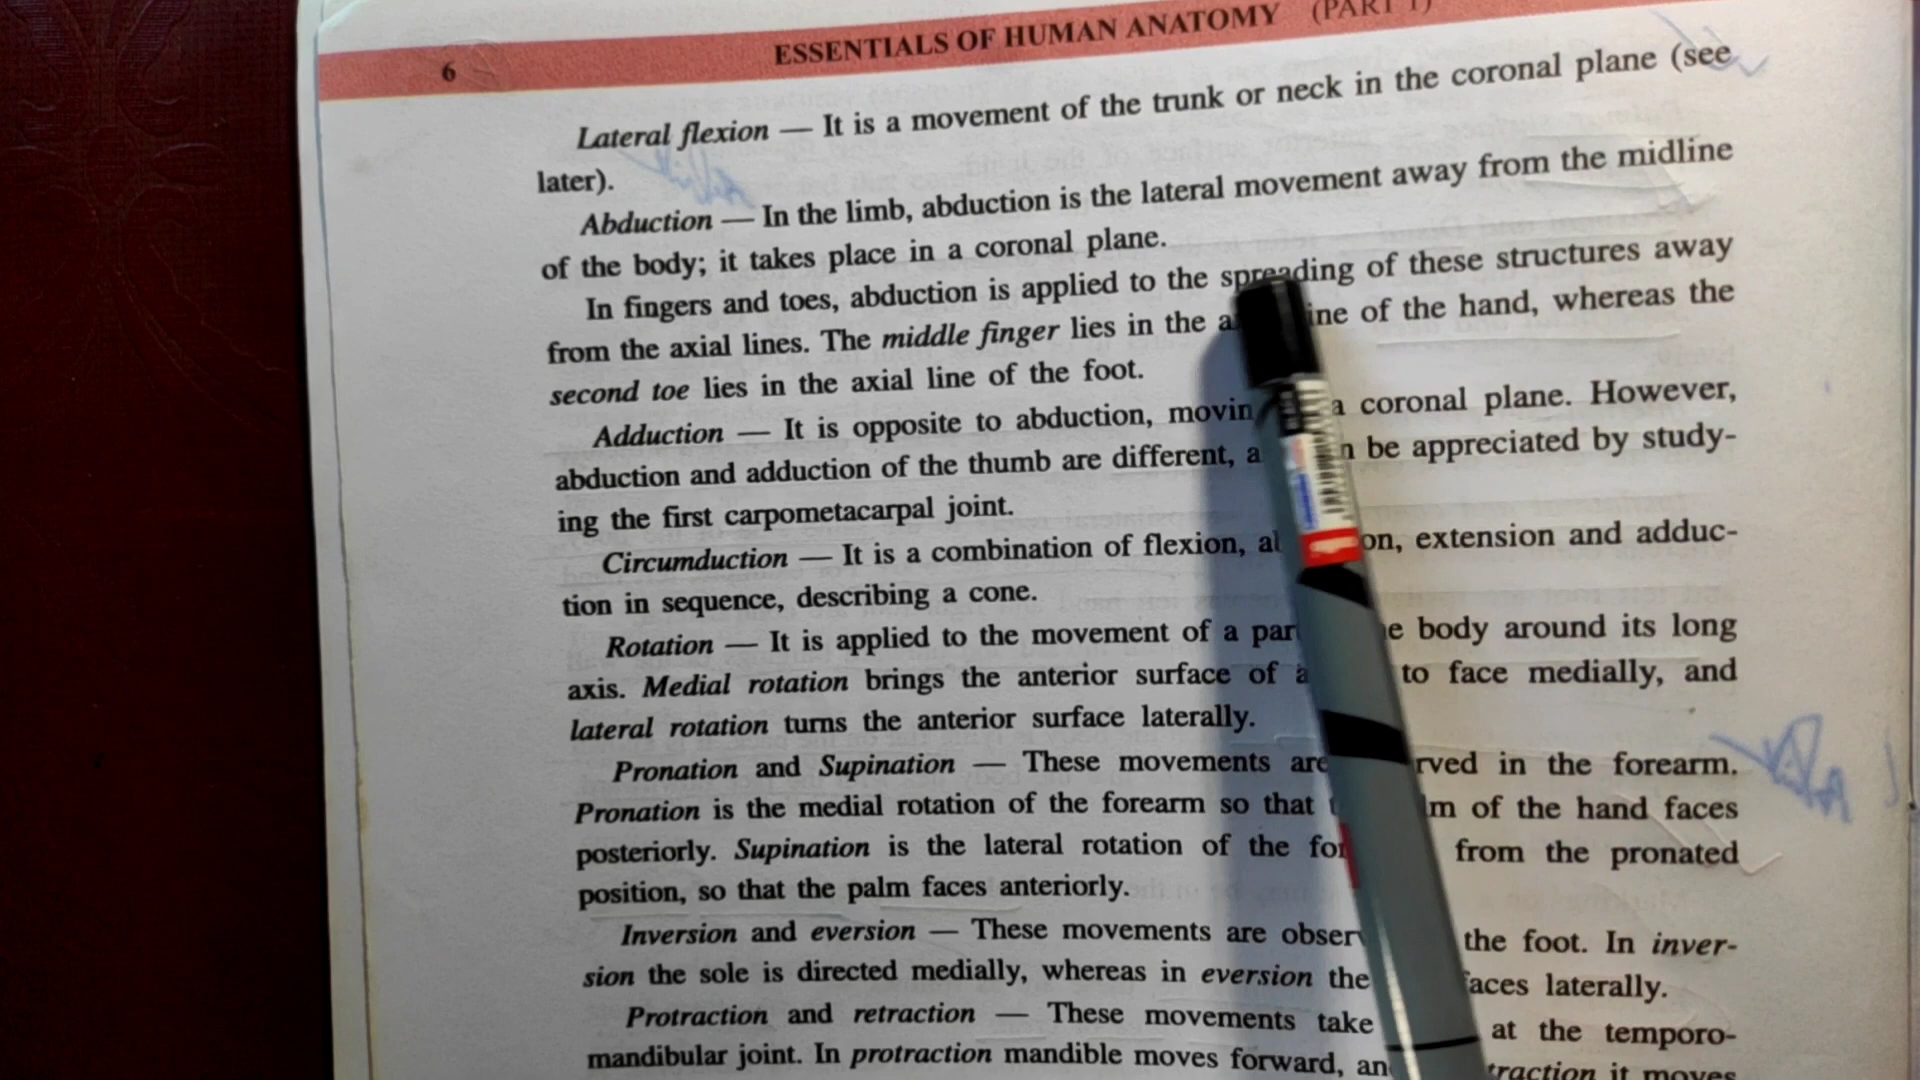 6 ESSENTIALS OF HUMAN ANATOMY (PART I)
Lateral flexion — It is a movement of the trunk or neck in the coronal plane (see
later).
Abduction — In the limb, abduction is the lateral movement away from the midline
of the body; it takes place in a coronal plane.
In fingers and toes, abduction is applied to the spreading of these structures away
from the axial lines. The middle finger lies in the a ine of the hand, whereas the
second toe lies in the axial line of the foot.
Adduction — It is opposite to abduction, movin a coronal plane. However,
abduction and adduction of the thumb are different, a n be appreciated by study-
ing the first carpometacarpal joint.
Circumduction — It is a combination of flexion, a on, extension and adduc-
tion in sequence, describing a cone.
Rotation — It is applied to the movement of a par e body around its long
axis. Medial rotation brings the anterior surface of a to face medially, and
lateral rotation turns the anterior surface laterally.
Pronation and Supination — These movements are rved in the forearm.
Pronation is the medial rotation of the forearm so that lm of the hand faces
posteriorly. Supination is the lateral rotation of the for from the pronated
position, so that the palm faces anteriorly.
Inversion and eversion — These movements are obser the foot. In inver-
sion the sole is directed medially, whereas in eversion the aces laterally.
Protraction and retraction — These movements take at the temporo-
mandibular joint. In protraction mandible moves forward, an traction it moves